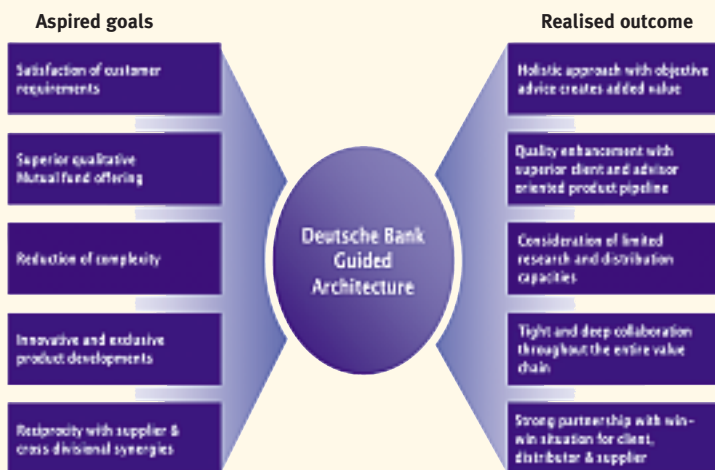 Aspired goals
Satisfaction of customer
requirements
Superior qualitative
Mutual fund offering
Reduction of complexity
Innovative and exclusive
product developments
Reciprocity with supplier &
cross divisional synergies
Deutsche Bank
Guided
Architecture
Realised outcome
Holistic approach with objective
advice creates added value
Quality enhancement with
superior client and advisor
oriented product pipeline
Consideration of limited
research and distribution
capacities
Tight and deep collaboration
throughout the entire value
chain
Strong partnership with win-
win situation for client,
distributor & supplier